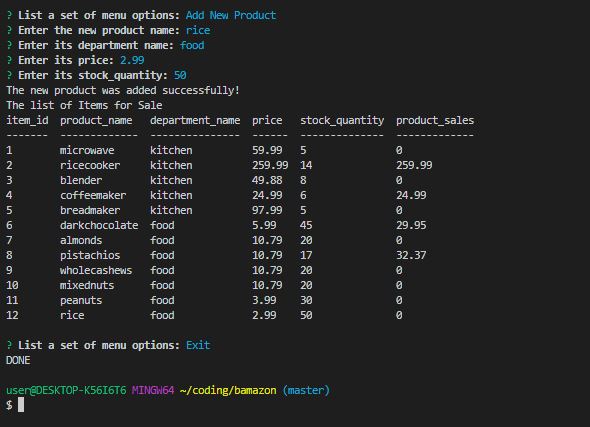 ? List a set of menu options: Add New Product
? Enter the new product name: rice
? Enter its department name: food
? Enter its price: 2.99
? Enter its stock_quantity: 50
The new product was added successfully!
The list of Items for Sale
item_id  product_name  department_name  price   stock_quantity  product_sales
-------  ------------  ---------------  ------  --------------  -------------
1        microwave     kitchen          59.99   5               0
2        ricecooker    kitchen          259.99  14              259.99
3        blender       kitchen          49.88   8               0
4        coffeemaker   kitchen          24.99   6               24.99
5        breadmaker    kitchen          97.99   5               0
6        darkchocolate food             5.99    45              29.95
7        almonds       food             10.79   20              0
8        pistachios    food             10.79   17              32.37
9        wholecashews  food             10.79   20              0
10       mixednuts     food             10.79   20              0
11       peanuts       food             3.99    30              0
12       rice          food             2.99    50              0
? List a set of menu options: Exit
DONE
user@DESKTOP-K56I6T6 MINGW64 ~/coding/bamazon (master)
$